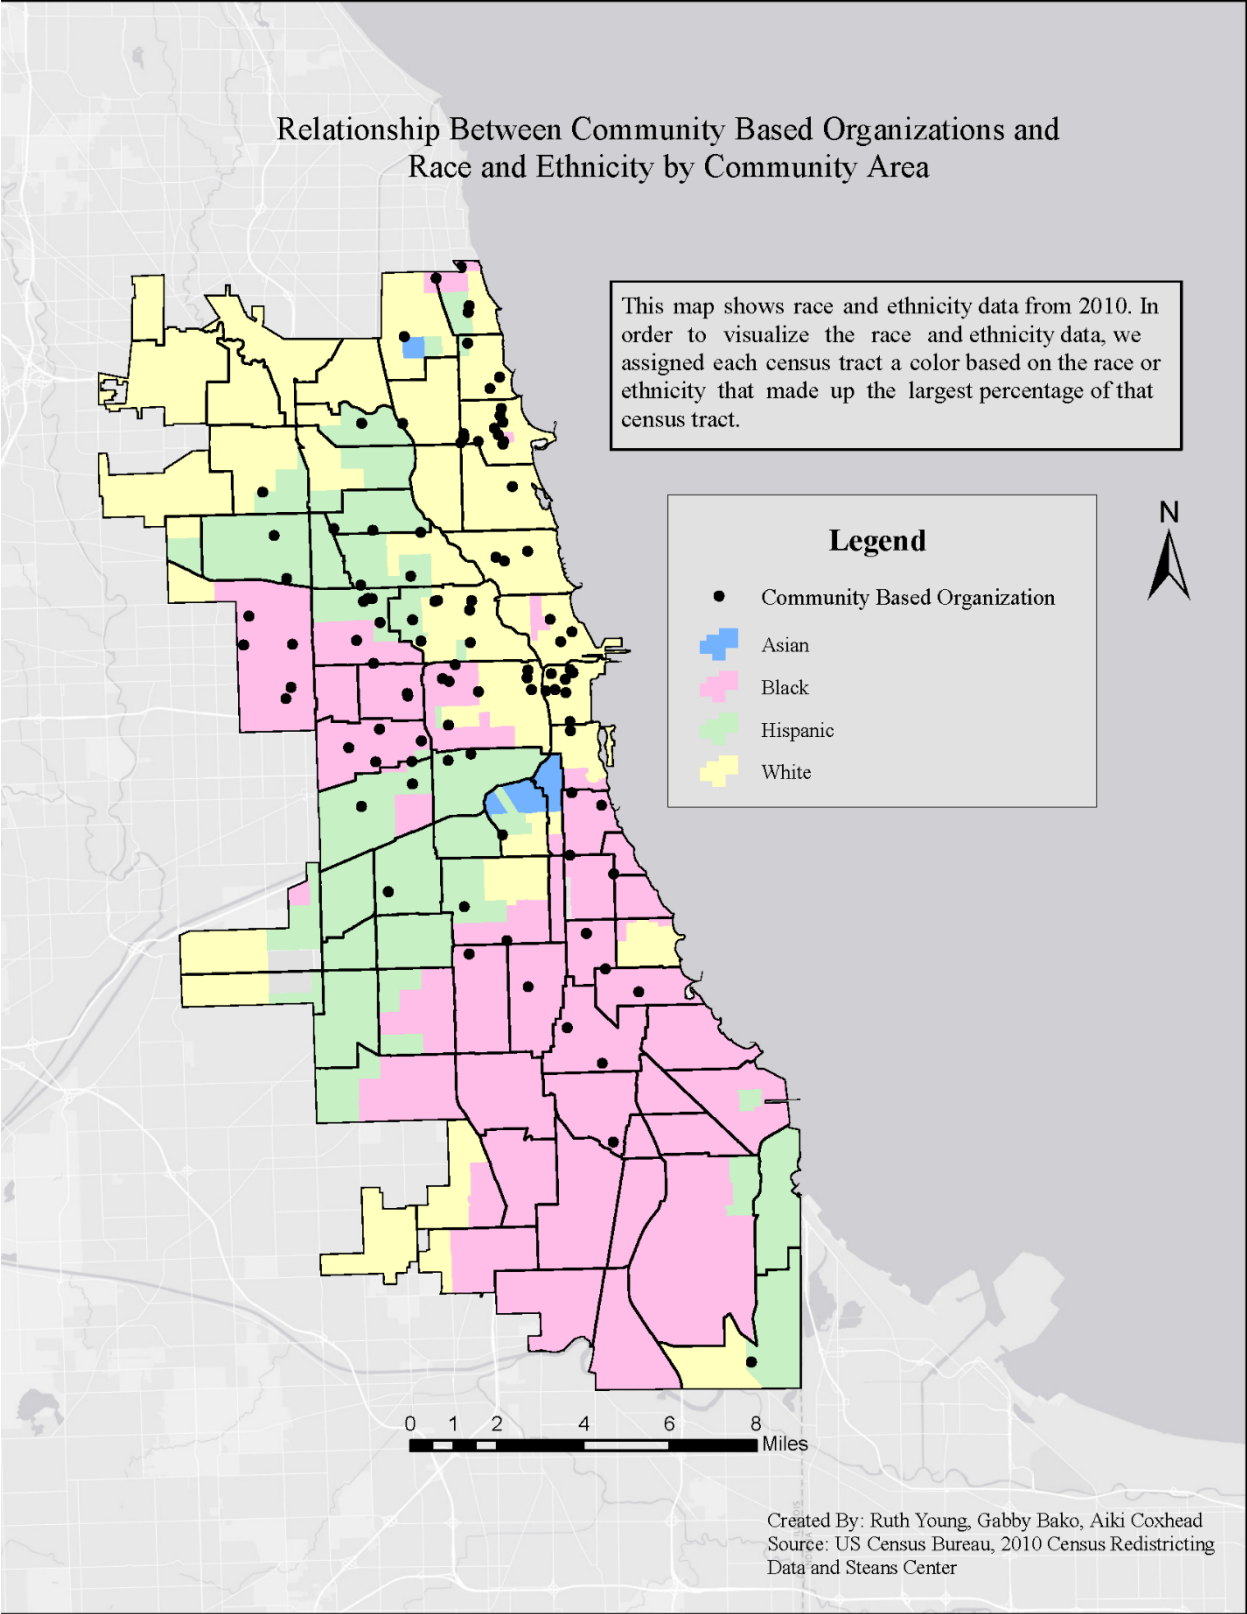 Relationship Between Community Based Organizations and
Race and Ethnicity by Community Area
This map shows race and ethnicity data from 2010. In
order to visualize the race and ethnicity data, we
assigned each census tract a color based on the race or
ethnicity that made up the largest percentage of that
census tract.
N
Legend
Community Based Organization
Asian
Black
Hispanic
White
0 1 2 4 6 8
Miles
Created By: Ruth Young, Gabby Bako, Aiki Coxhead
Source: US Census Bureau, 2010 Census Redistricting
Data and Steans Center